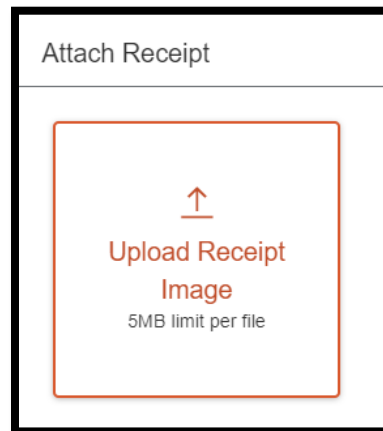 Attach Receipt
Upload Receipt
Image
5MB limit per file